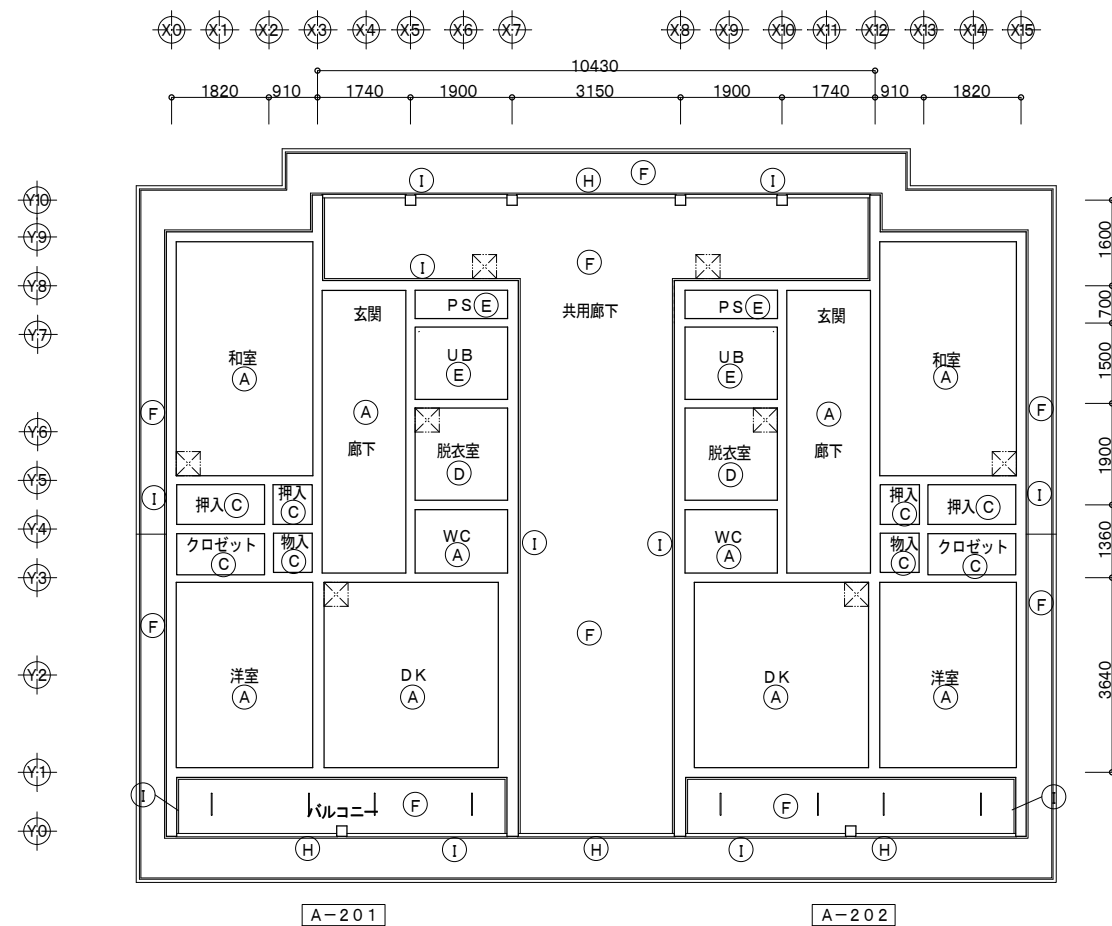 X0 X1 X2 X3 X4 X5 X6 X7 X8 X9 X10 X11 X12 X13 X14 X15
10430
1820 910 1740 1900 3150 1900 1740 910 1820
Y10
Y9
Y8
Y7
Y6
Y5
Y4
Y3
Y2
Y1
Y0
1600
700
1500
1900
1360
3640
I H F I
I F
共用廊下
玄関 PS E PS E 玄関
和室 A
UB E
UB E
和室 A
F A 廊下
脱衣室 D
脱衣室 D
A 廊下 F
I 押入 C 押入 C
押入 C 押入 C I
クロゼット C 物入 C
物入 C クロゼット C
WC A I
I WC A
F F F
洋室 A
DK A
DK A
洋室 A
I バルコニー F F I
H I H I H
A-201 A-202